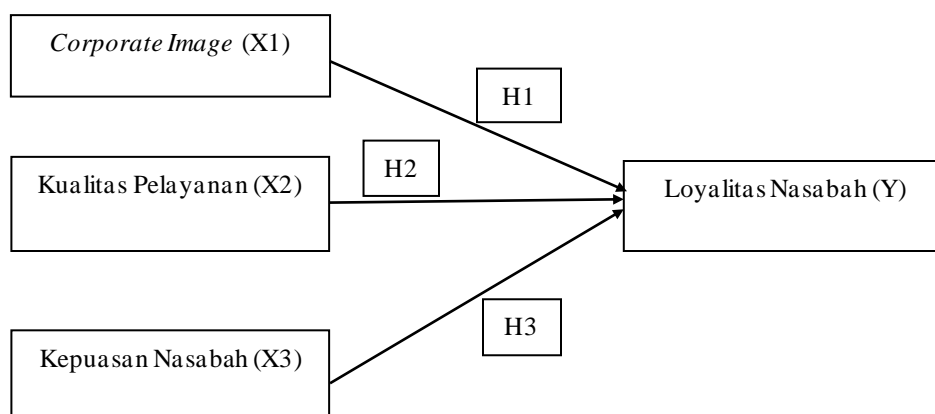 Corporate Image (X1)
H1
H2
Kualitas Pelayanan (X2)
Loyalitas Nasabah (Y)
H3
Kepuasan Nasabah (X3)